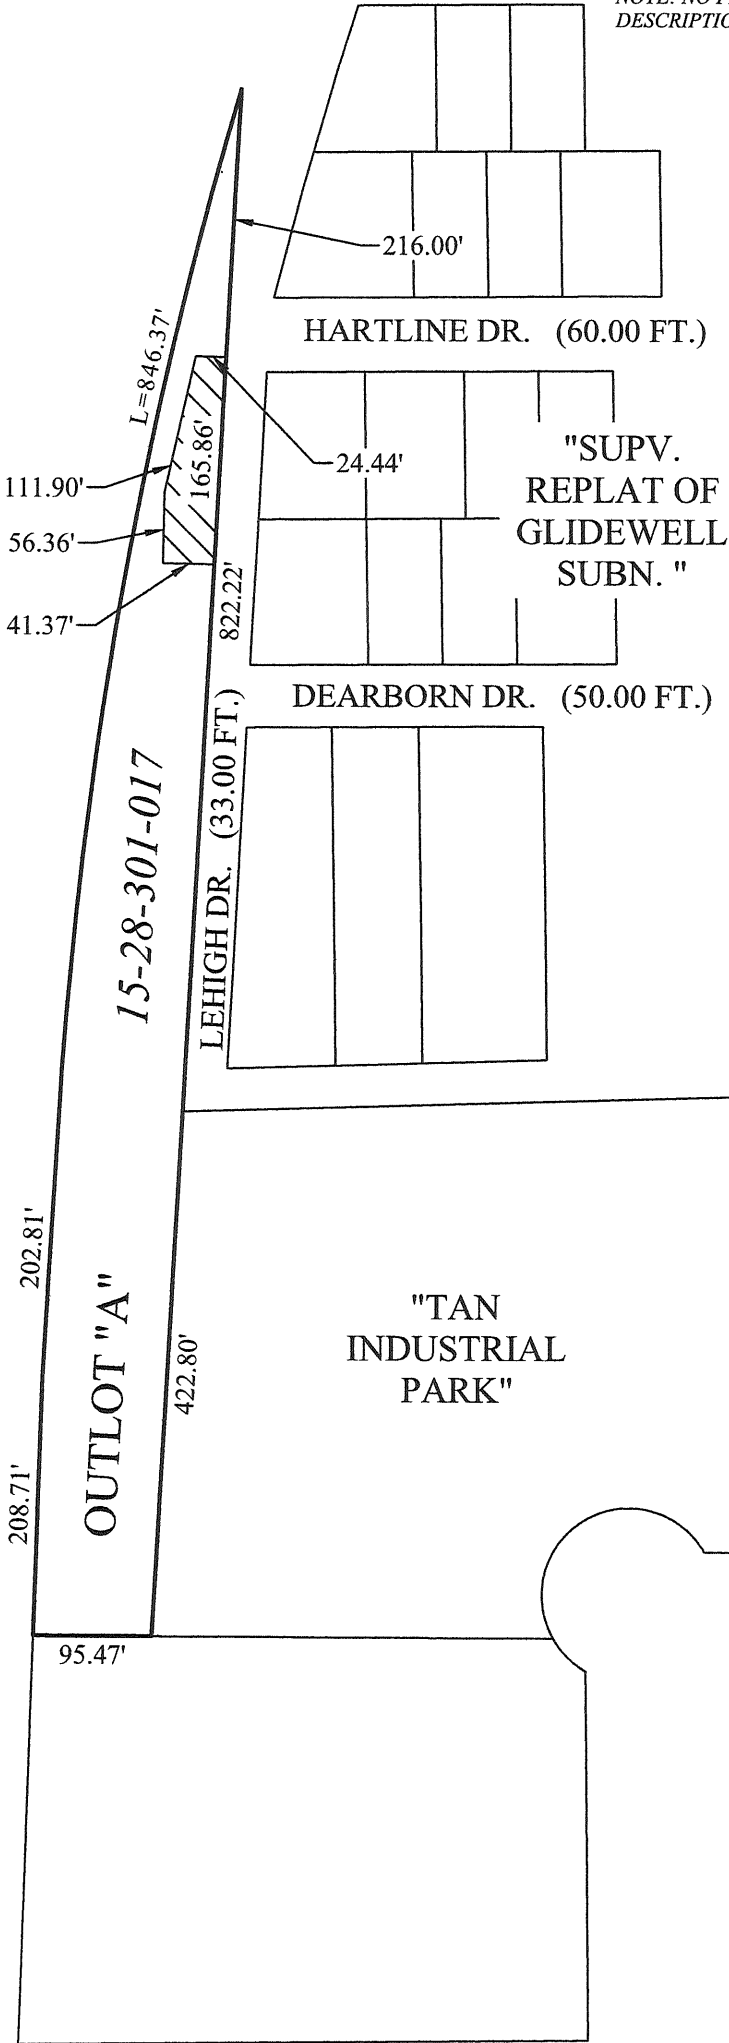 DESCRIPTIO
216.00'
HARTLINE DR. (60.00 FT.)
L=846.37'
24.44'
165.86'
111.90'
56.36'
41.37'
"SUPV.
REPLAT OF
GLIDEWELL
SUBN. "
822.22'
DEARBORN DR. (50.00 FT.)
LEHIGH DR. (33.00 FT.)
15-28-301-017
202.81'
OUTLOT "A"
422.80'
208.71'
"TAN
INDUSTRIAL
PARK"
95.47'